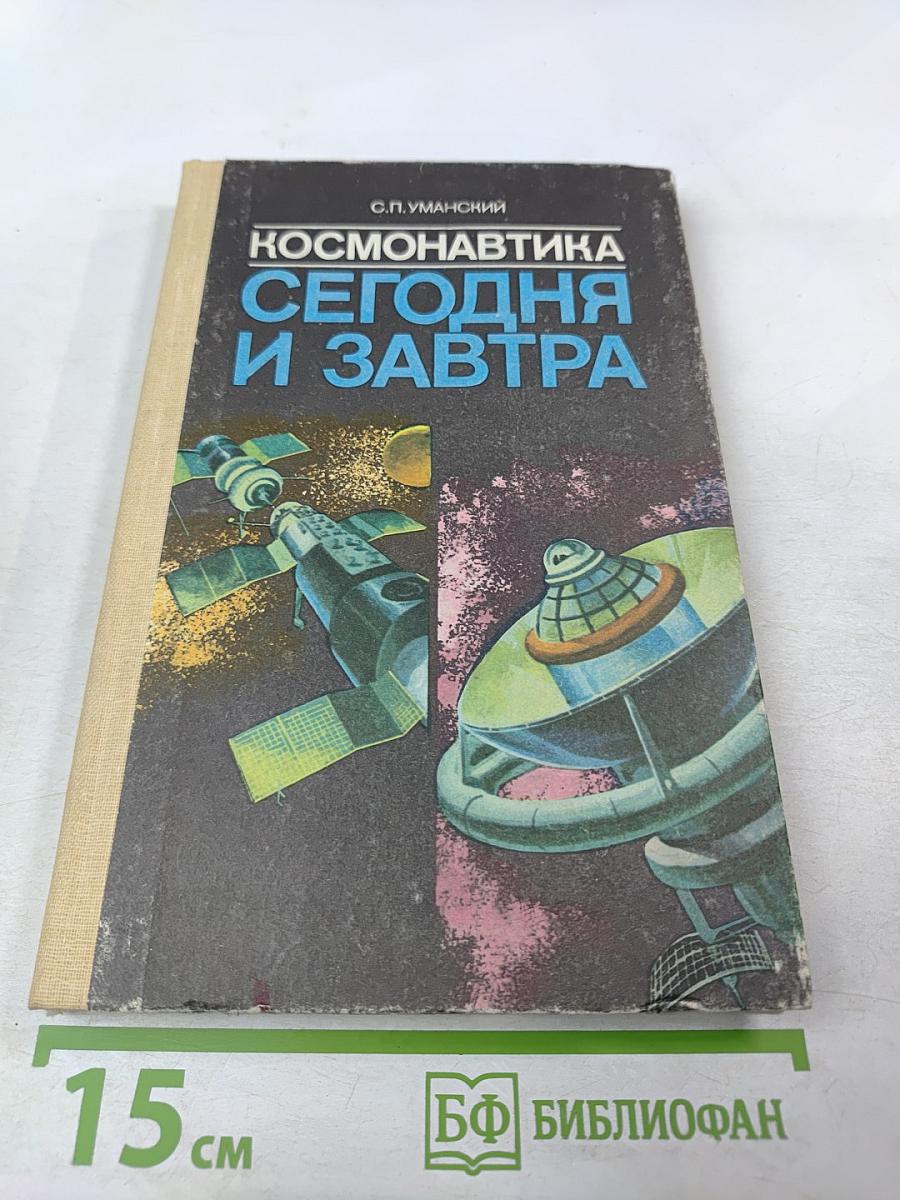 С.П.УМАНСКИЙ
КОСМОНАВТИКА
СЕГОДНЯ
И ЗАВТРА
15 см
БФ БИБЛИОФАН